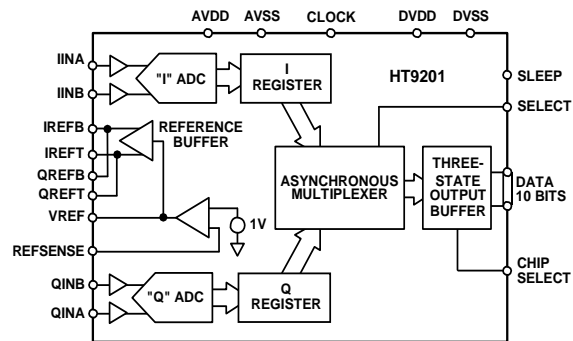 AVDD AVSS CLOCK DVDD DVSS
IINA
"I" ADC
I
REGISTER
HT9201
SLEEP
IINB
SELECT
IREFB
REFERENCE
BUFFER
IREFT
QREFB
QREFT
ASYNCHRONOUS
MULTIPLEXER
THREE-
STATE
OUTPUT
BUFFER
DATA
10 BITS
VREF
1V
REFSENSE
CHIP
SELECT
QINB
"Q" ADC
Q
REGISTER
QINA